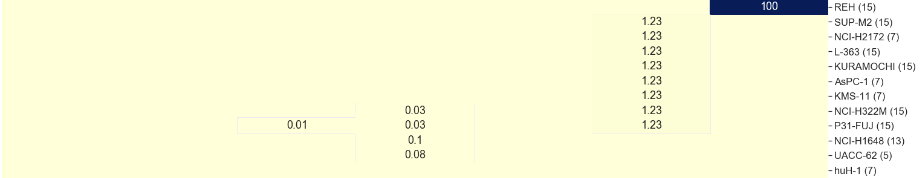 100 REH (15)
1.23 SUP-M2 (15)
1.23 NCI-H2172 (7)
1.23 L-363 (15)
1.23 KURAMOCHI (15)
1.23 AsPC-1 (7)
1.23 KMS-11 (7)
0.03 1.23 NCI-H322M (15)
0.01 0.03 1.23 P31-FUJ (15)
0.1 NCI-H1648 (13)
0.08 UACC-62 (5)
huH-1 (7)